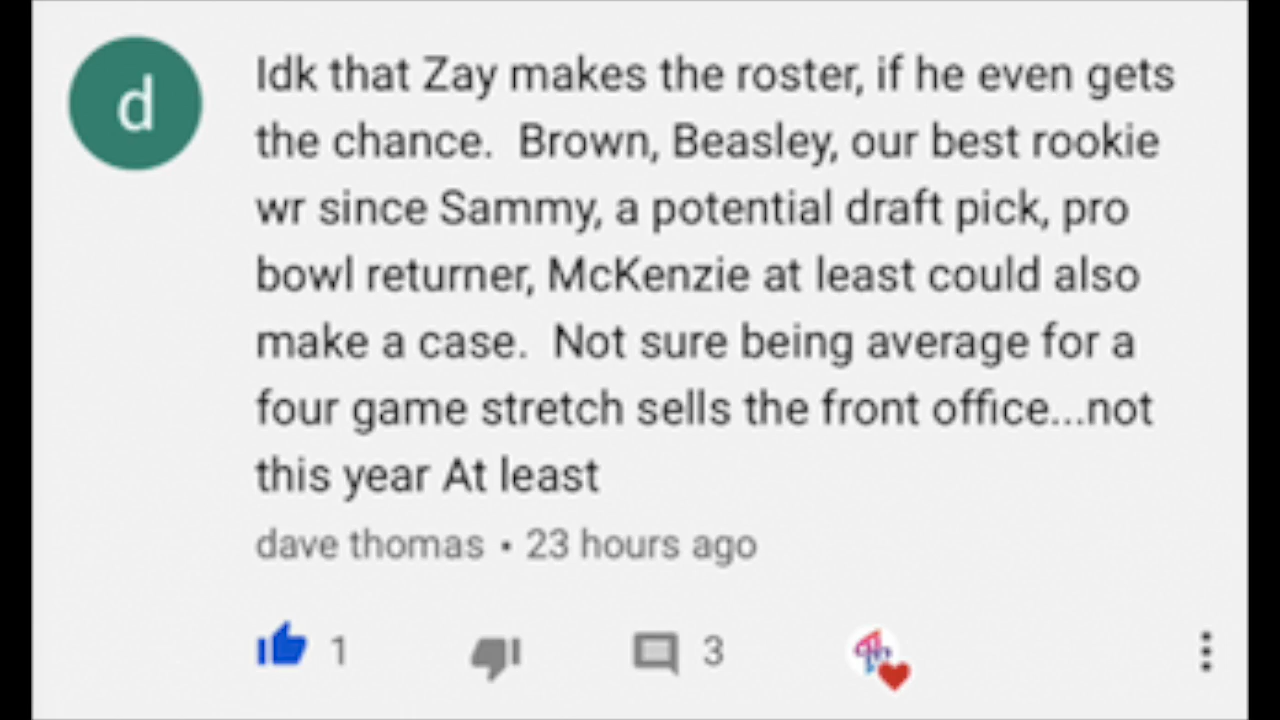 d
Idk that Zay makes the roster, if he even gets
the chance.  Brown, Beasley, our best rookie
wr since Sammy, a potential draft pick, pro
bowl returner, McKenzie at least could also
make a case.  Not sure being average for a
four game stretch sells the front office...not
this year At least
dave thomas • 23 hours ago
1 3